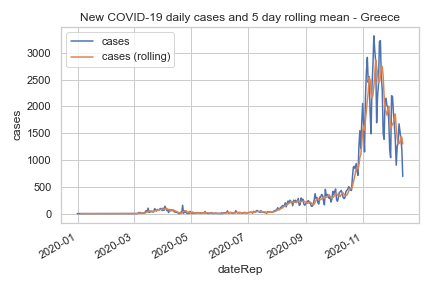 New COVID-19 daily cases and 5 day rolling mean - Greece
cases
cases (rolling)
3000
2500
2000
1500
1000
500
0
cases
2020-01
2020-03
2020-05
2020-07
2020-09
2020-11
dateRep